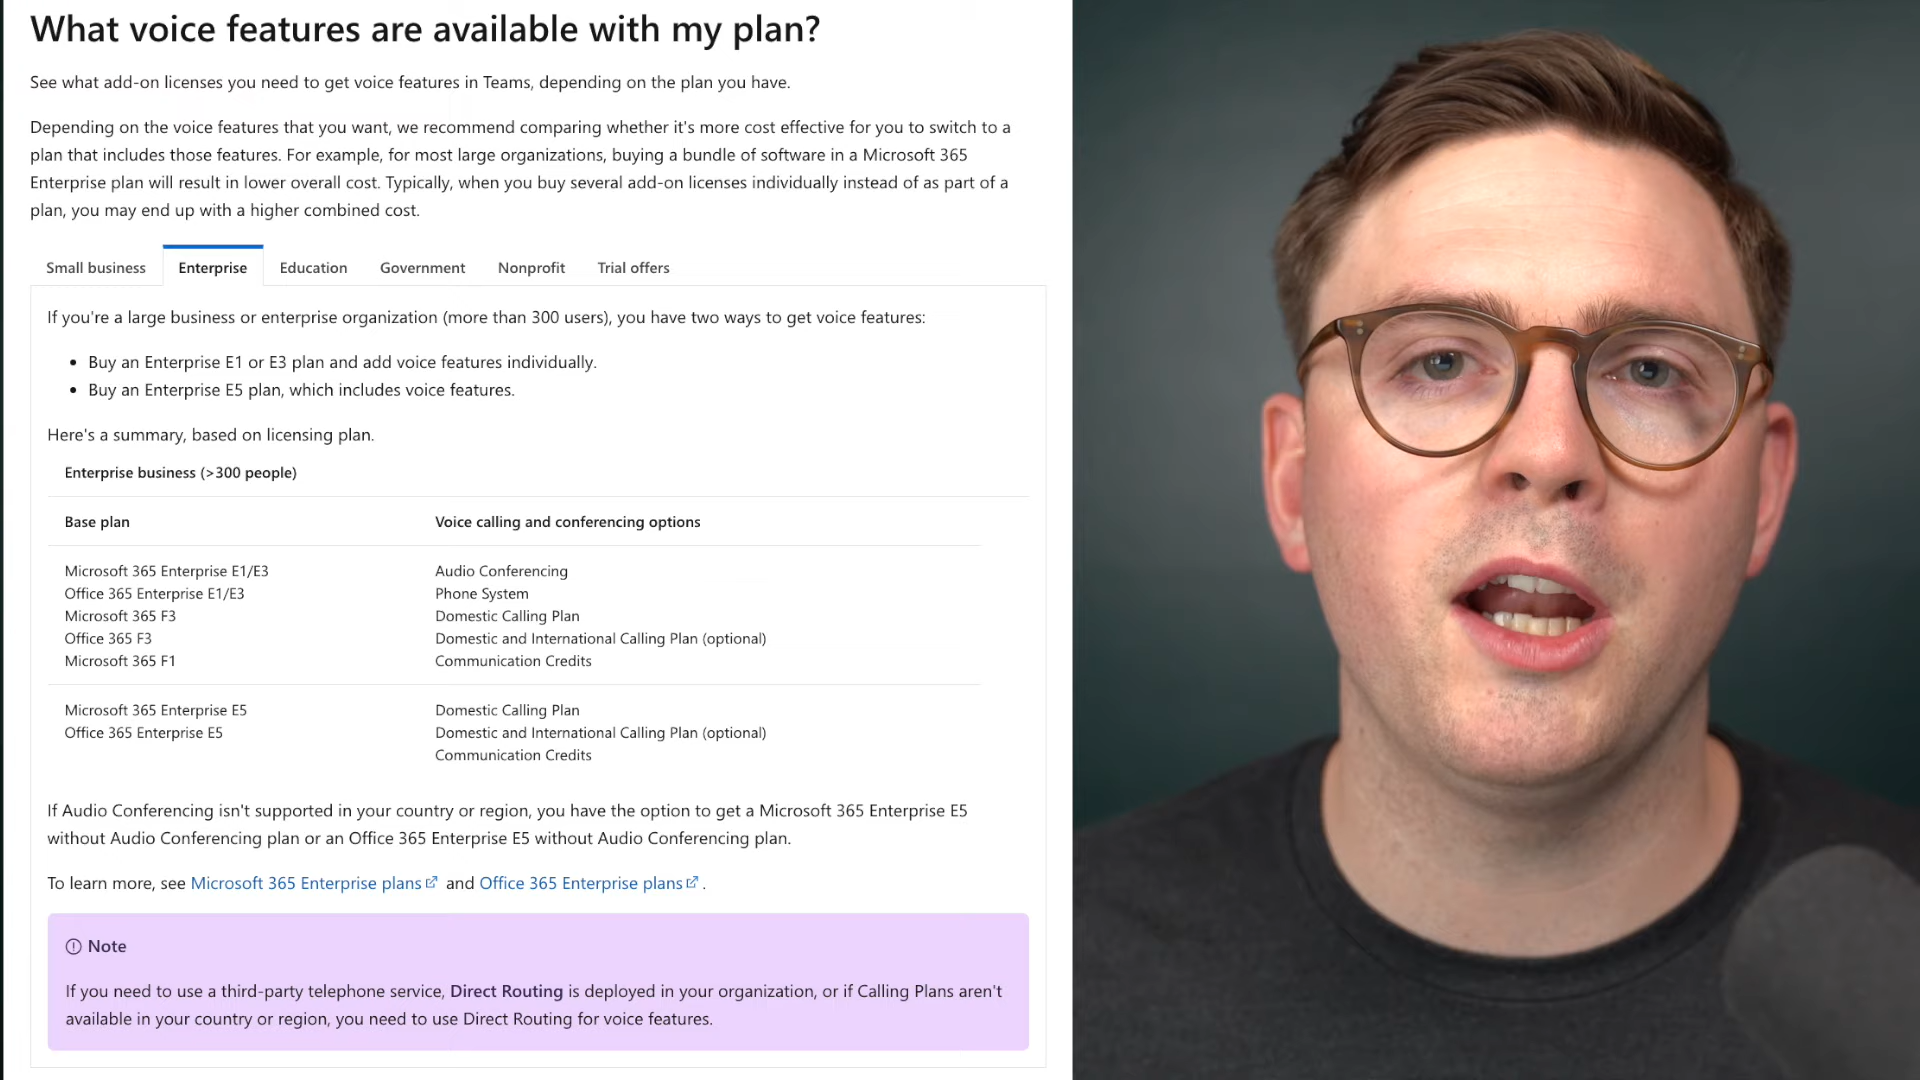 What voice features are available with my plan?
See what add-on licenses you need to get voice features in Teams, depending on the plan you have.
Depending on the voice features that you want, we recommend comparing whether it's more cost effective for you to switch to a
plan that includes those features. For example, for most large organizations, buying a bundle of software in a Microsoft 365
Enterprise plan will result in lower overall cost. Typically, when you buy several add-on licenses individually instead of as part of a
plan, you may end up with a higher combined cost.
Small business Enterprise Education Government Nonprofit Trial offers
If you're a large business or enterprise organization (more than 300 users), you have two ways to get voice features:
• Buy an Enterprise E1 or E3 plan and add voice features individually.
• Buy an Enterprise E5 plan, which includes voice features.
Here's a summary, based on licensing plan.
Enterprise business (>300 people)
Base plan Voice calling and conferencing options
Microsoft 365 Enterprise E1/E3 Audio Conferencing
Office 365 Enterprise E1/E3 Phone System
Microsoft 365 F3 Domestic Calling Plan
Office 365 F3 Domestic and International Calling Plan (optional)
Microsoft 365 F1 Communication Credits
Microsoft 365 Enterprise E5 Domestic Calling Plan
Office 365 Enterprise E5 Domestic and International Calling Plan (optional)
Communication Credits
If Audio Conferencing isn't supported in your country or region, you have the option to get a Microsoft 365 Enterprise E5
without Audio Conferencing plan or an Office 365 Enterprise E5 without Audio Conferencing plan.
To learn more, see Microsoft 365 Enterprise plans and Office 365 Enterprise plans .
Note
If you need to use a third-party telephone service, Direct Routing is deployed in your organization, or if Calling Plans aren't
available in your country or region, you need to use Direct Routing for voice features.